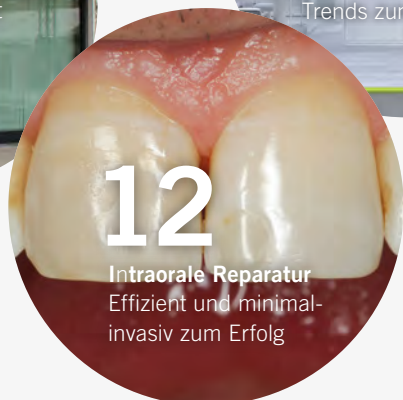 Trends zur
12
Intraorale Reparatur
Effizient und minimal-
invasiv zum Erfolg